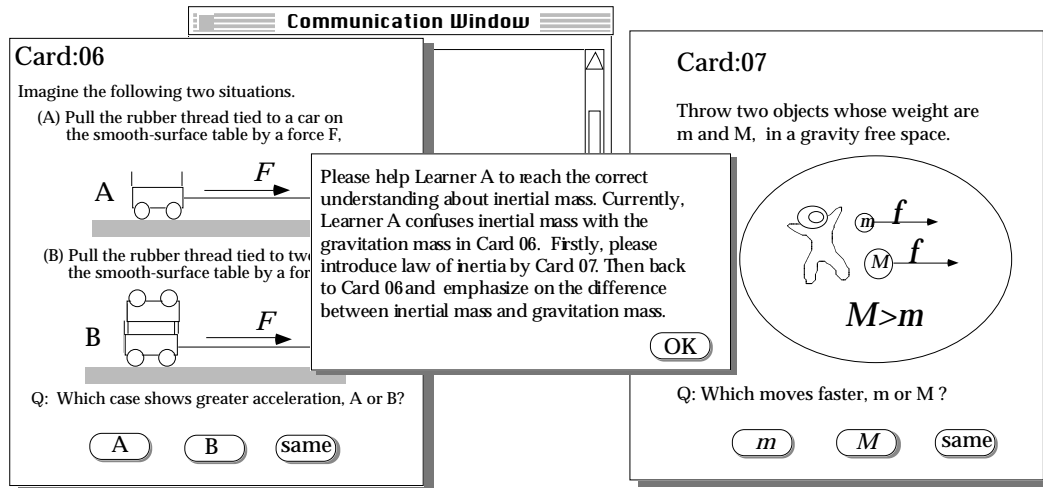 Communication Window
Card:06
Imagine the following two situations.
(A) Pull the rubber thread tied to a car on
the smooth-surface table by a force F,
A
F
(B) Pull the rubber thread tied to tw
the smooth-surface table by a for
B
F
Q: Which case shows greater acceleration, A or B?
A
B
same
Please help Learner A to reach the correct
understanding about inertial mass. Currently,
Learner A confuses inertial mass with the
gravitation mass in Card 06. Firstly, please
introduce law of inertia by Card 07. Then back
to Card 06 and emphasize on the difference
between inertial mass and gravitation mass.
OK
Card:07
Throw two objects whose weight are
m and M, in a gravity free space.
m
f
M
f
M>m
Q: Which moves faster, m or M ?
m
M
same